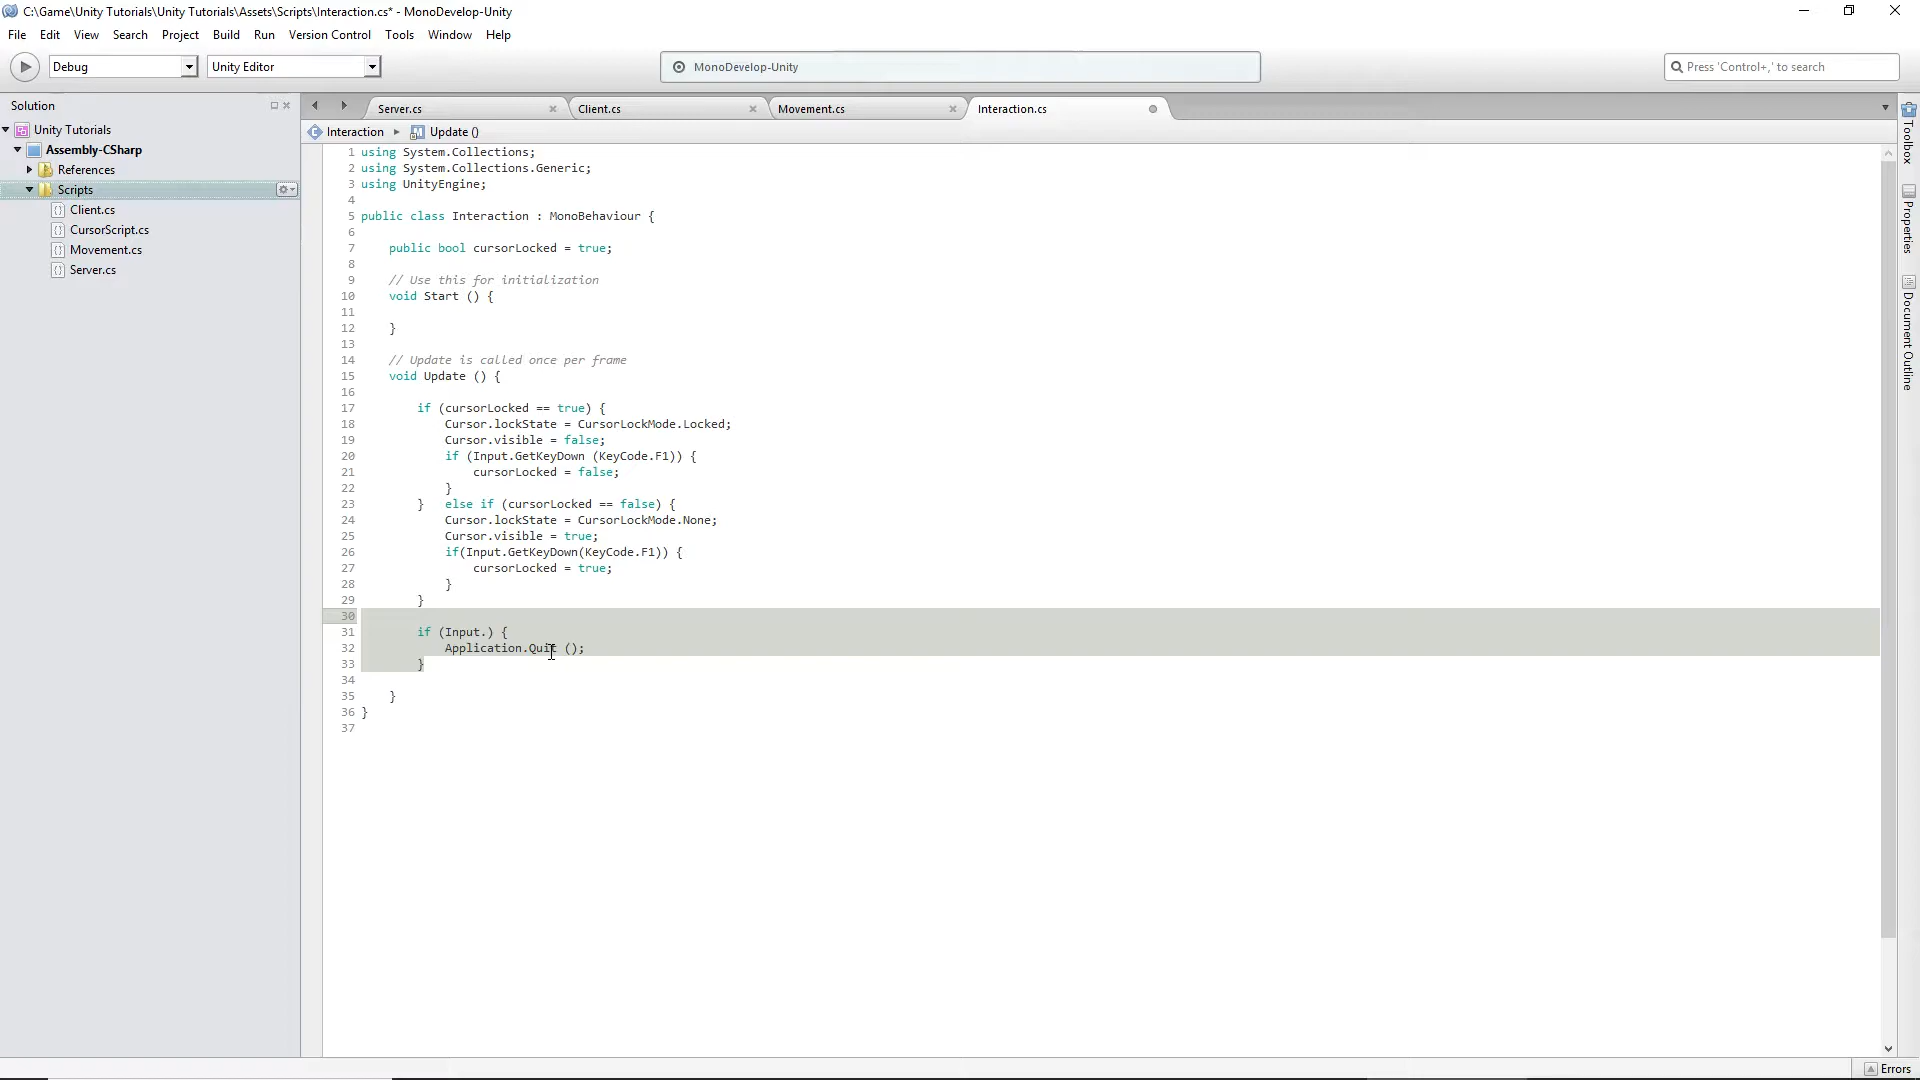 C:\Game\Unity Tutorials\Unity Tutorials\Assets\Scripts\Interaction.cs* - MonoDevelop-Unity
File Edit View Search Project Build Run Version Control Tools Window Help
Debug Unity Editor MonoDevelop-Unity Press 'Control+,' to search
Solution
Unity Tutorials
Assembly-CSharp
References
Scripts
Client.cs
CursorScript.cs
Movement.cs
Server.cs
Server.cs Client.cs Movement.cs Interaction.cs
Interaction Update ()
1 using System.Collections;
2 using System.Collections.Generic;
3 using UnityEngine;
4
5 public class Interaction : MonoBehaviour {
6
7 public bool cursorLocked = true;
8
9 // Use this for initialization
10 void Start () {
11
12 }
13
14 // Update is called once per frame
15 void Update () {
16
17 if (cursorLocked == true) {
18 Cursor.lockState = CursorLockMode.Locked;
19 Cursor.visible = false;
20 if (Input.GetKeyDown (KeyCode.F1)) {
21 cursorLocked = false;
22 }
23 } else if (cursorLocked == false) {
24 Cursor.lockState = CursorLockMode.None;
25 Cursor.visible = true;
26 if(Input.GetKeyDown(KeyCode.F1)) {
27 cursorLocked = true;
28 }
29 }
30
31 if (Input.) {
32 Application.Quit ();
33 }
34
35 }
36 }
37
Toolbox
Properties
Document Outline
Errors